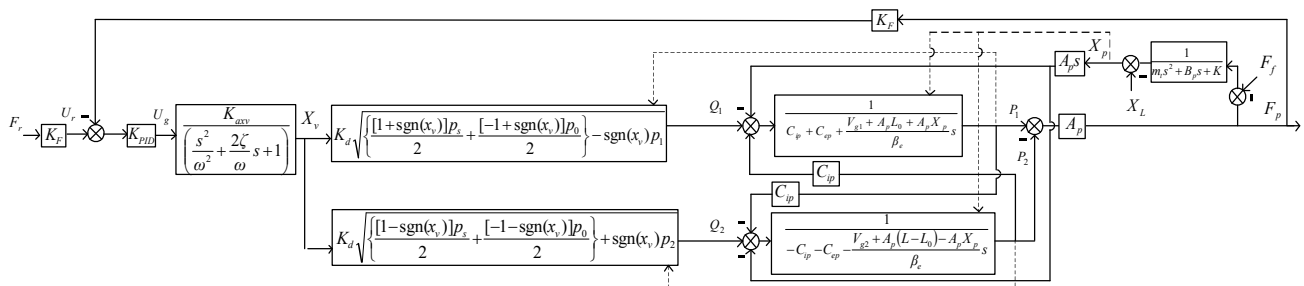 K_F
F_r
K_F
U_r
K_PID
U_g
K_axv / (s²/ω² + 2ζ/ω s + 1)
X_v
K_d √{ {[1+sgn(x_v)]p_s / 2 + [-1+sgn(x_v)]p_0 / 2} − sgn(x_v)p_1 }
Q_1
1 / (C_ip + C_ep + (V_g1 + A_p L_0 + A_p X_p)/β_e s)
P_1
P_2
A_p
A_p s
X_p
X_L
1 / (m_t s² + B_p s + K)
F_f
F_p
C_ip
C_ip
K_d √{ {[1−sgn(x_v)]p_s / 2 + [-1−sgn(x_v)]p_0 / 2} + sgn(x_v)p_2 }
Q_2
1 / (-C_ip − C_ep − (V_g2 + A_p(L−L_0) − A_p X_p)/β_e s)